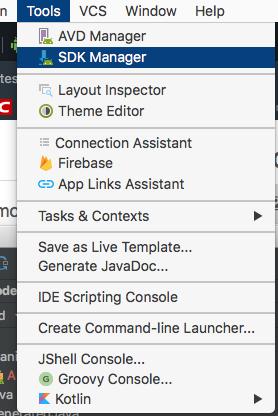 Tools VCS Window Help
AVD Manager
SDK Manager
Layout Inspector
Theme Editor
Connection Assistant
Firebase
App Links Assistant
Tasks & Contexts
Save as Live Template...
Generate JavaDoc...
IDE Scripting Console
Create Command-line Launcher...
JShell Console...
Groovy Console...
Kotlin